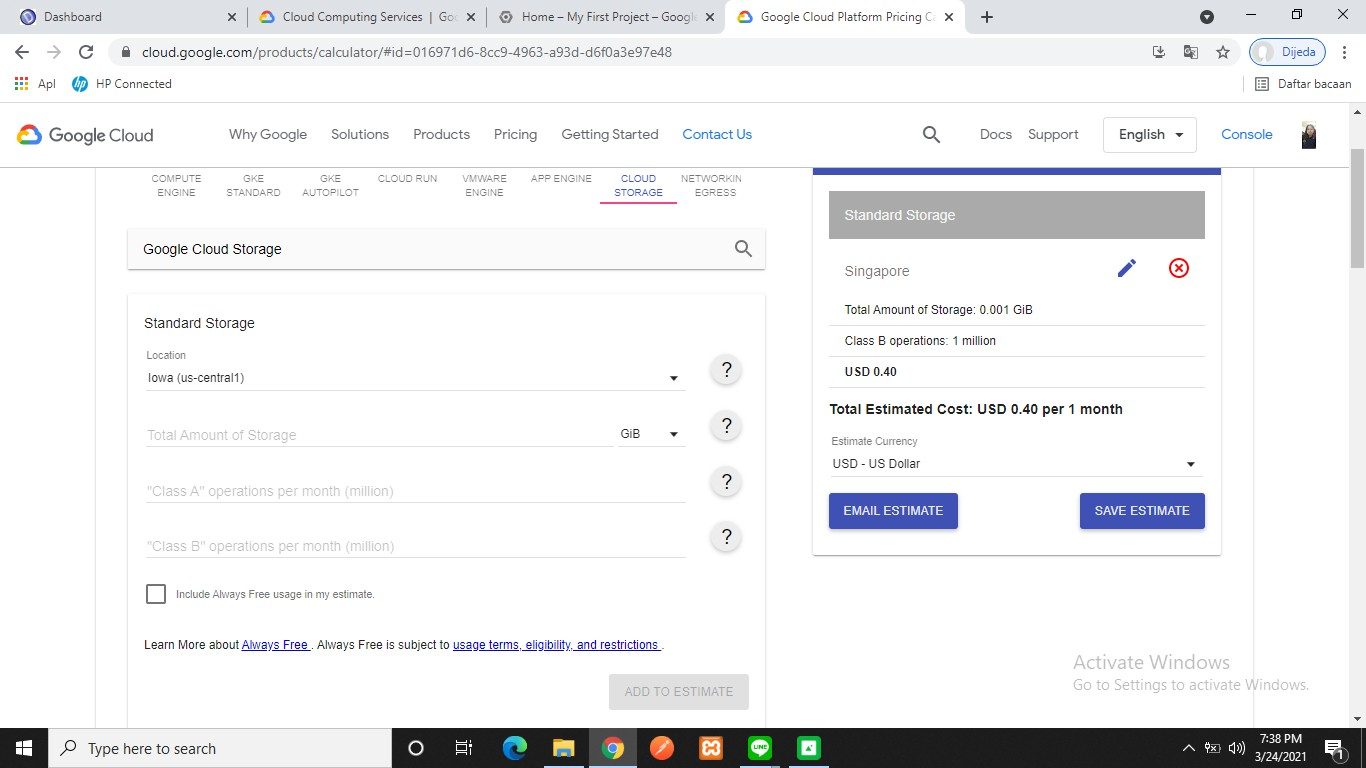 Dashboard
Cloud Computing Services | Goo
Home – My First Project – Google
Google Cloud Platform Pricing Ca
cloud.google.com/products/calculator/#id=016971d6-8cc9-4963-a93d-d6f0a3e97e48
Dijeda
Apl
HP Connected
Daftar bacaan
Google Cloud
Why Google
Solutions
Products
Pricing
Getting Started
Contact Us
Docs
Support
English
Console
COMPUTE ENGINE
GKE STANDARD
GKE AUTOPILOT
CLOUD RUN
VMWARE ENGINE
APP ENGINE
CLOUD STORAGE
NETWORKIN EGRESS
Google Cloud Storage
Standard Storage
Location
Iowa (us-central1)
?
Total Amount of Storage
GiB
?
"Class A" operations per month (million)
?
"Class B" operations per month (million)
?
Include Always Free usage in my estimate.
Learn More about Always Free . Always Free is subject to usage terms, eligibility, and restrictions .
ADD TO ESTIMATE
Standard Storage
Singapore
Total Amount of Storage: 0.001 GiB
Class B operations: 1 million
USD 0.40
Total Estimated Cost: USD 0.40 per 1 month
Estimate Currency
USD - US Dollar
EMAIL ESTIMATE
SAVE ESTIMATE
Activate Windows
Go to Settings to activate Windows.
Type here to search
LINE
7:38 PM
3/24/2021
1